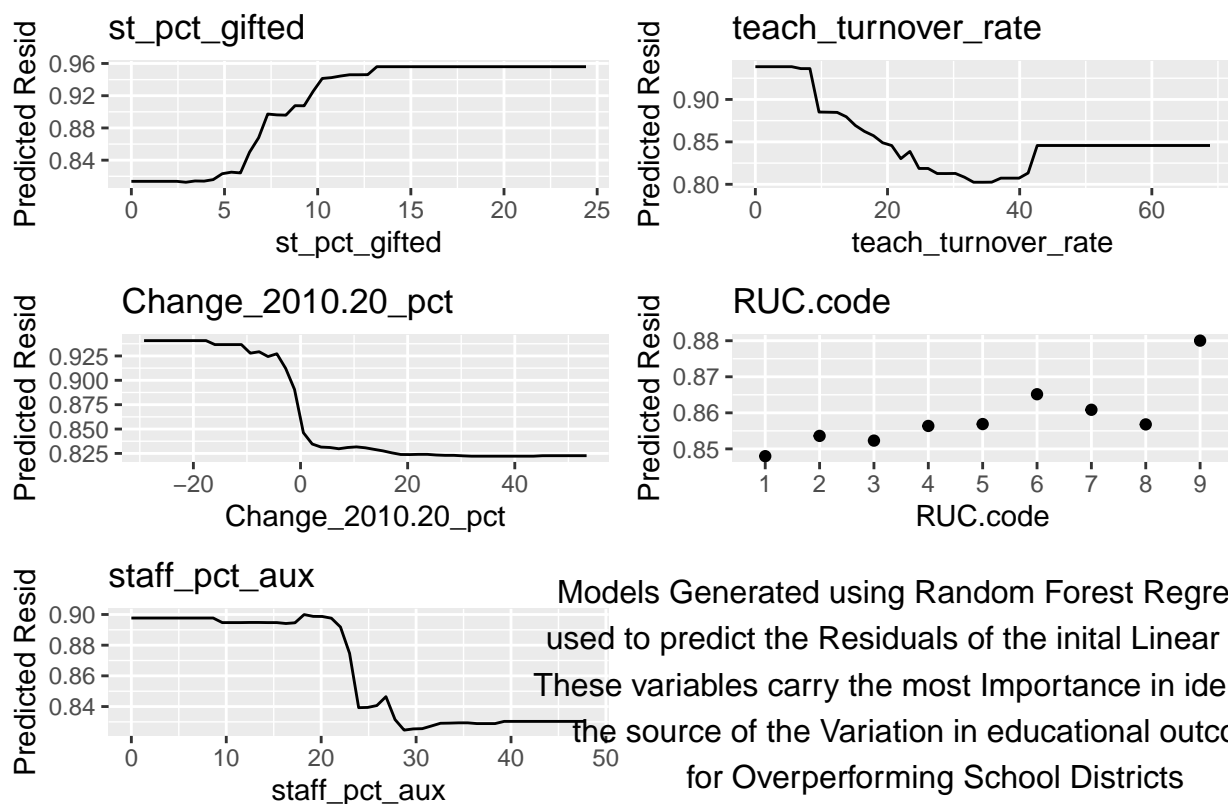 st_pct_gifted
Predicted Resid
0.96
0.92
0.88
0.84
0 5 10 15 20 25
st_pct_gifted
teach_turnover_rate
Predicted Resid
0.90
0.85
0.80
0 20 40 60
teach_turnover_rate
Change_2010.20_pct
Predicted Resid
0.925
0.900
0.875
0.850
0.825
−20 0 20 40
Change_2010.20_pct
RUC.code
Predicted Resid
0.88
0.87
0.86
0.85
1 2 3 4 5 6 7 8 9
RUC.code
staff_pct_aux
Predicted Resid
0.90
0.88
0.86
0.84
0 10 20 30 40 50
staff_pct_aux
Models Generated using Random Forest Regre
used to predict the Residuals of the inital Linear
These variables carry the most Importance in ide
the source of the Variation in educational outco
for Overperforming School Districts